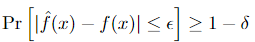 Pr [|f̂(x) − f(x)| ≤ ϵ] ≥ 1 − δ